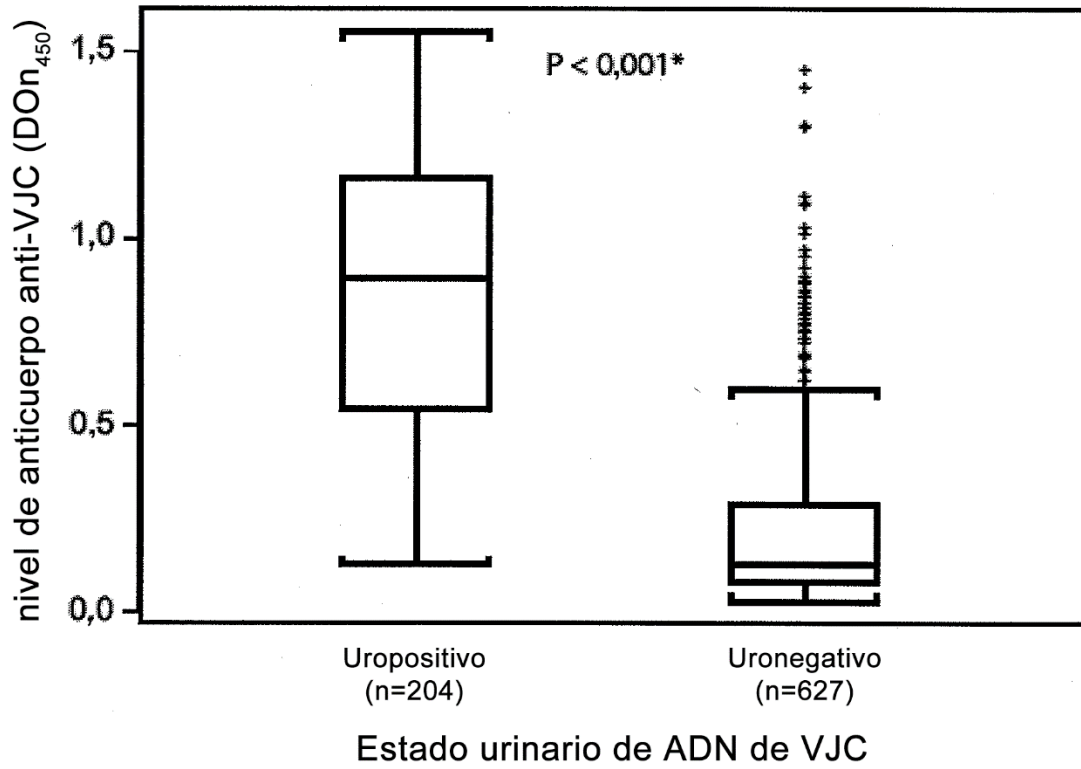 nivel de anticuerpo anti-VJC (DOn450)
1,5
1,0
0,5
0,0
P < 0,001*
Uropositivo
(n=204)
Uronegativo
(n=627)
Estado urinario de ADN de VJC